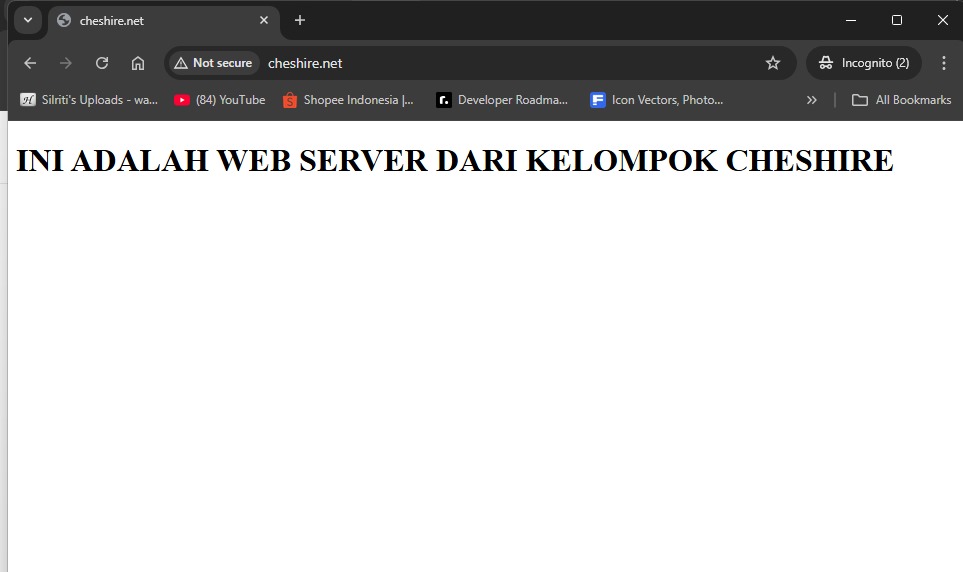 cheshire.net
Not secure
cheshire.net
Incognito (2)
Silriti's Uploads - wa...
(84) YouTube
Shopee Indonesia |...
Developer Roadma...
Icon Vectors, Photo...
All Bookmarks
INI ADALAH WEB SERVER DARI KELOMPOK CHESHIRE